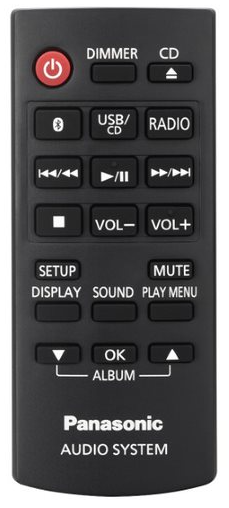 DIMMER CD
USB/
CD RADIO
VOL− VOL+
SETUP MUTE
DISPLAY SOUND PLAY MENU
OK
ALBUM
Panasonic
AUDIO SYSTEM